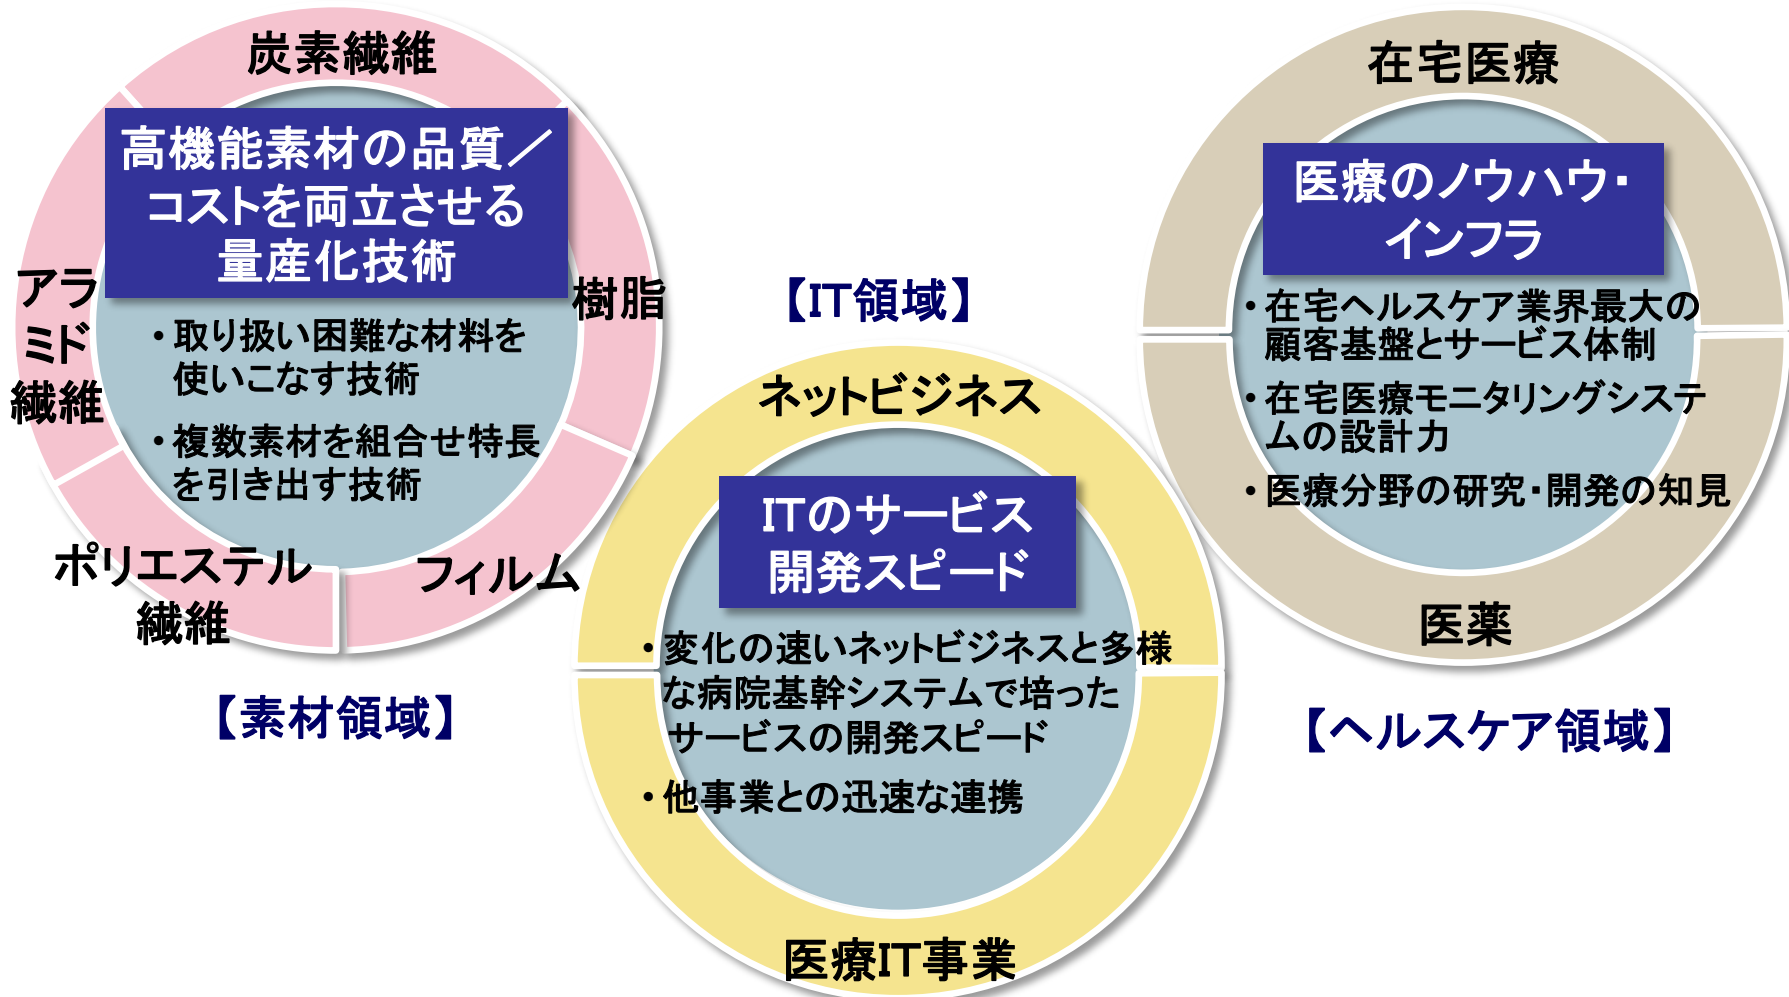 炭素繊維
高機能素材の品質／
コストを両立させる
量産化技術
アラ
ミド
繊維
樹脂
・取り扱い困難な材料を
使いこなす技術
・複数素材を組合せ特長
を引き出す技術
ポリエステル
繊維
フィルム
【素材領域】
【IT領域】
ネットビジネス
ITのサービス
開発スピード
・変化の速いネットビジネスと多様
な病院基幹システムで培った
サービスの開発スピード
・他事業との迅速な連携
医療IT事業
在宅医療
医療のノウハウ・
インフラ
・在宅ヘルスケア業界最大の
顧客基盤とサービス体制
・在宅医療モニタリングシステ
ムの設計力
・医療分野の研究・開発の知見
医薬
【ヘルスケア領域】